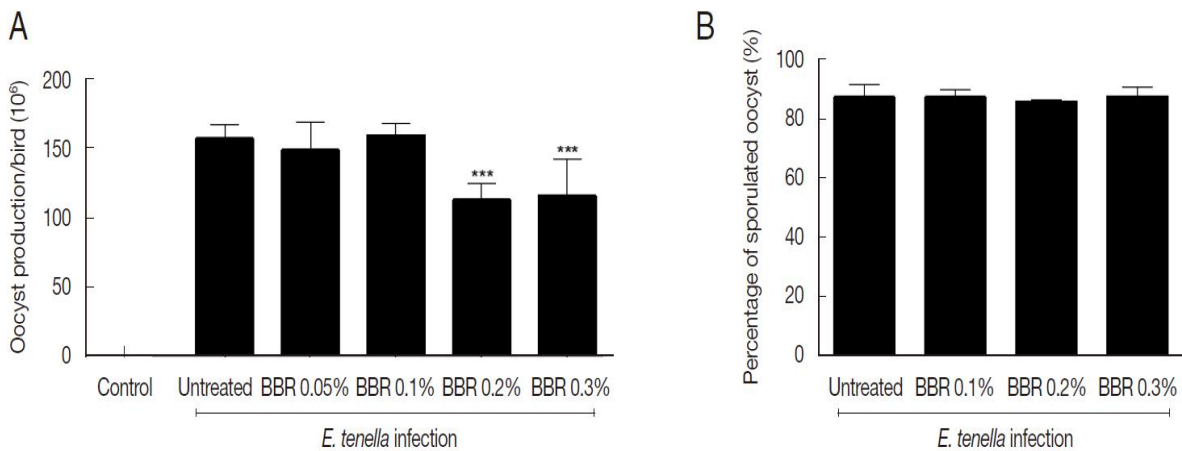 A
Oocyst production/bird (10⁶)
200
150
100
50
0
***
***
Control
Untreated
BBR 0.05%
BBR 0.1%
BBR 0.2%
BBR 0.3%
E. tenella infection
B
Percentage of sporulated oocyst (%)
100
80
60
40
20
0
Untreated
BBR 0.1%
BBR 0.2%
BBR 0.3%
E. tenella infection